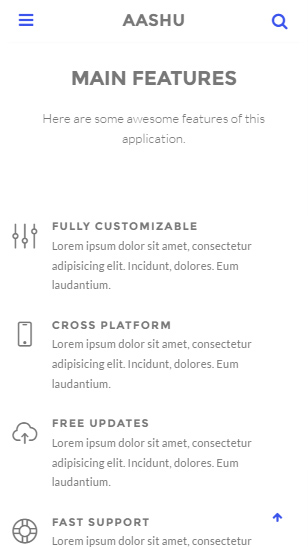 AASHU
MAIN FEATURES
Here are some awesome features of this
application.
FULLY CUSTOMIZABLE
Lorem ipsum dolor sit amet, consectetur
adipisicing elit. Incidunt, dolores. Eum
laudantium.
CROSS PLATFORM
Lorem ipsum dolor sit amet, consectetur
adipisicing elit. Incidunt, dolores. Eum
laudantium.
FREE UPDATES
Lorem ipsum dolor sit amet, consectetur
adipisicing elit. Incidunt, dolores. Eum
laudantium.
FAST SUPPORT
Lorem ipsum dolor sit amet, consectetur